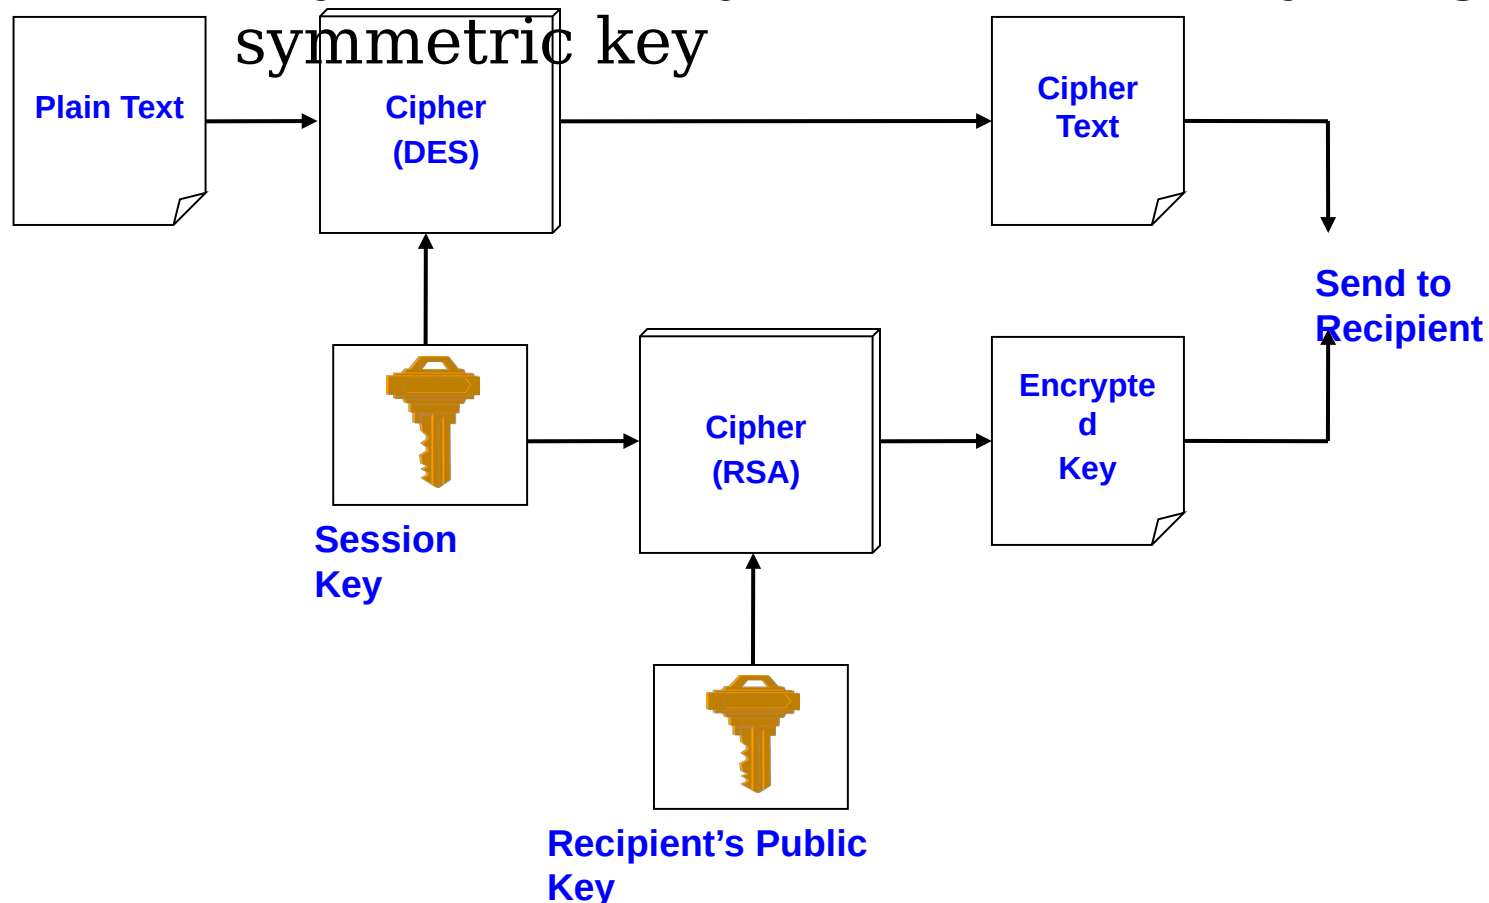 symmetric key
Plain Text
Cipher
(DES)
Cipher
Text
Send to
Recipient
Session
Key
Cipher
(RSA)
Encrypte
d
Key
Recipient’s Public
Key